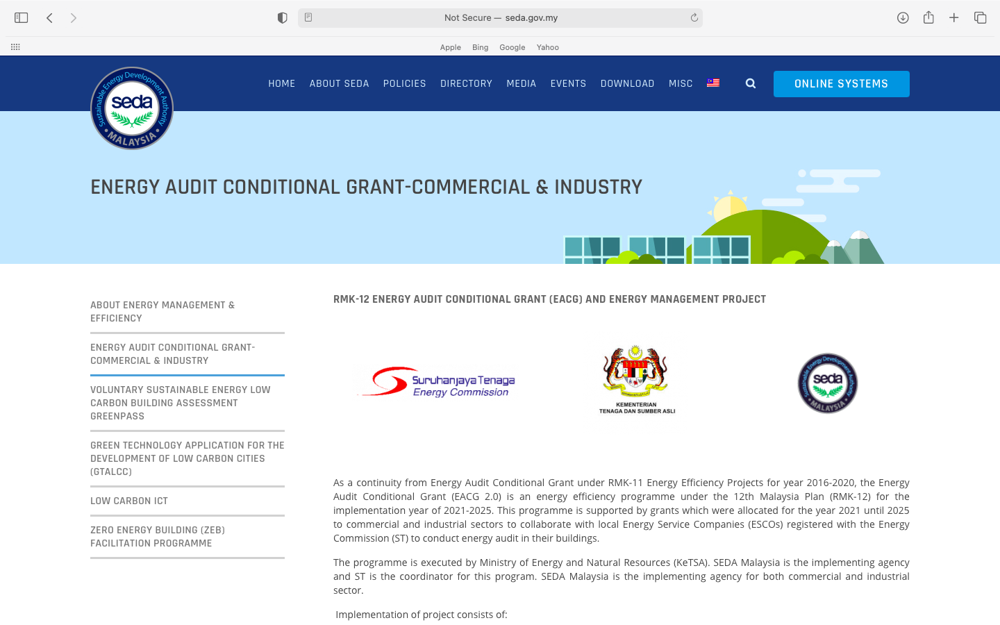 Not Secure — seda.gov.my
Apple Bing Google Yahoo
Sustainable Energy Development Authority
seda
MALAYSIA
HOME ABOUT SEDA POLICIES DIRECTORY MEDIA EVENTS DOWNLOAD MISC ONLINE SYSTEMS
ENERGY AUDIT CONDITIONAL GRANT-COMMERCIAL & INDUSTRY
ABOUT ENERGY MANAGEMENT &
EFFICIENCY
ENERGY AUDIT CONDITIONAL GRANT-
COMMERCIAL & INDUSTRY
VOLUNTARY SUSTAINABLE ENERGY LOW
CARBON BUILDING ASSESSMENT
GREENPASS
GREEN TECHNOLOGY APPLICATION FOR THE
DEVELOPMENT OF LOW CARBON CITIES
(GTALCC)
LOW CARBON ICT
ZERO ENERGY BUILDING (ZEB)
FACILITATION PROGRAMME
RMK-12 ENERGY AUDIT CONDITIONAL GRANT (EACG) AND ENERGY MANAGEMENT PROJECT
Suruhanjaya Tenaga
Energy Commission
KEMENTERIAN
TENAGA DAN SUMBER ASLI
Sustainable Energy Development Authority
seda
MALAYSIA
As a continuity from Energy Audit Conditional Grant under RMK-11 Energy Efficiency Projects for year 2016-2020, the Energy
Audit Conditional Grant (EACG 2.0) is an energy efficiency programme under the 12th Malaysia Plan (RMK-12) for the
implementation year of 2021-2025. This programme is supported by grants which were allocated for the year 2021 until 2025
to commercial and industrial sectors to collaborate with local Energy Service Companies (ESCOs) registered with the Energy
Commission (ST) to conduct energy audit in their buildings.
The programme is executed by Ministry of Energy and Natural Resources (KeTSA). SEDA Malaysia is the implementing agency
and ST is the coordinator for this program. SEDA Malaysia is the implementing agency for both commercial and industrial
sector.
Implementation of project consists of: